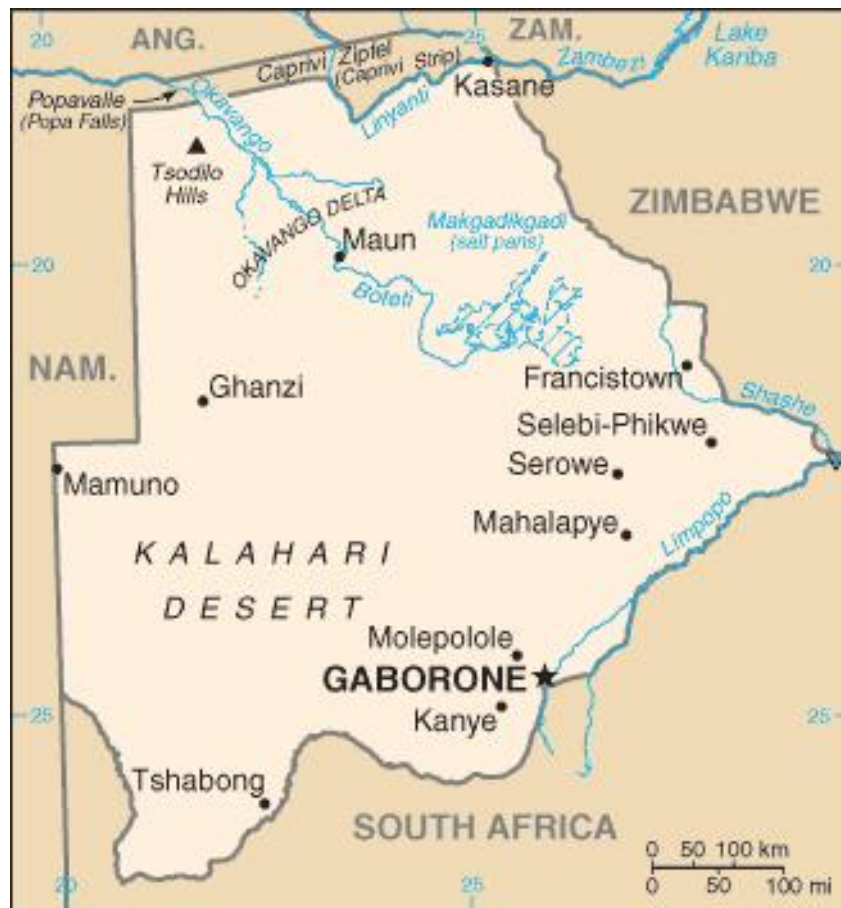 20
ANG.
25
ZAM.
Lake
Kariba
Caprivi Zipfel
(Caprivi Strip)
Zambezi
Kasane
Popavalle
(Popa Falls)
Okavango
Linyanti
Tsodilo
Hills
ZIMBABWE
OKAVANGO DELTA
Makgadikgadi
(salt pans)
Maun
20
20
Boteti
NAM.
Ghanzi
Francistown
Shashe
Selebi-Phikwe
Serowe
Mamuno
Mahalapye
Limpopo
KALAHARI
DESERT
Molepolole
GABORONE
Kanye
25
25
Tshabong
SOUTH AFRICA
0 50 100 km
0 50 100 mi
20
25